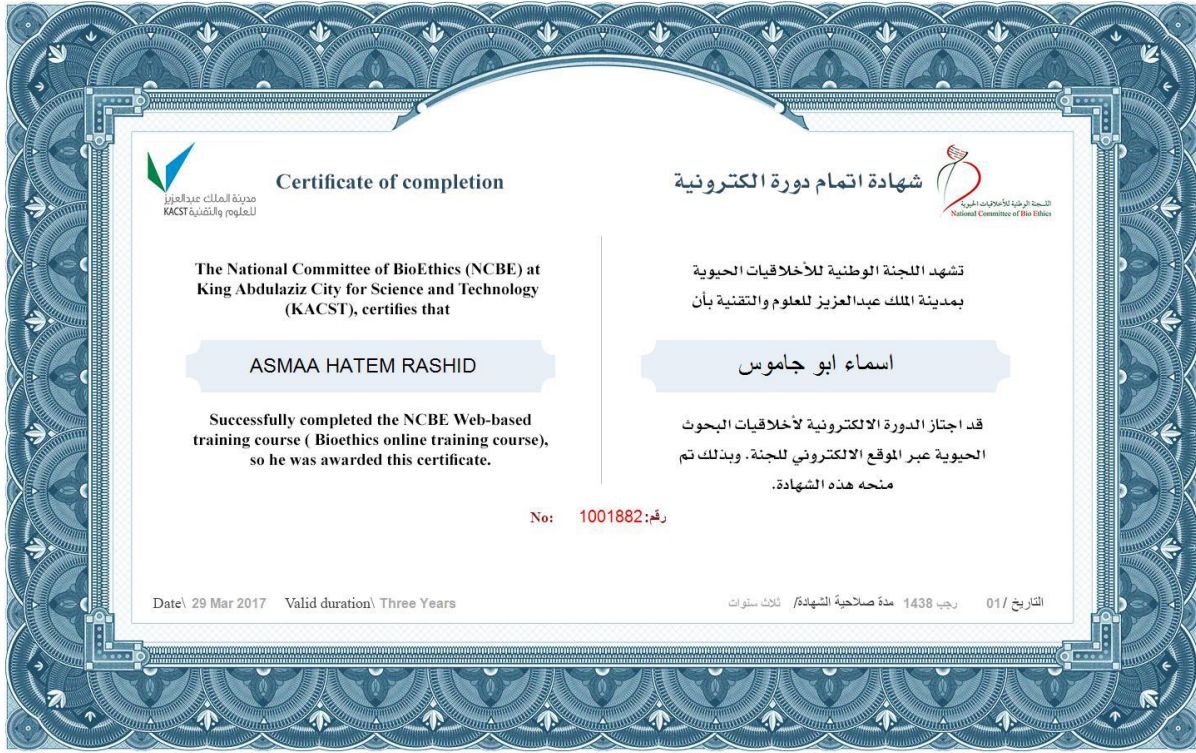 مدينة الملك عبدالعزيز
للعلوم والتقنية KACST
Certificate of completion
The National Committee of BioEthics (NCBE) at
King Abdulaziz City for Science and Technology
(KACST), certifies that
ASMAA HATEM RASHID
Successfully completed the NCBE Web-based
training course ( Bioethics online training course),
so he was awarded this certificate.
شهادة اتمام دورة الكترونية
اللجنة الوطنية للأخلاقيات الحيوية
National Committee of Bio Ethics
تشهد اللجنة الوطنية للأخلاقيات الحيوية
بمدينة الملك عبدالعزيز للعلوم والتقنية بأن
اسماء ابو جاموس
قد اجتاز الدورة الالكترونية لأخلاقيات البحوث
الحيوية عبر الموقع الالكتروني للجنة. وبذلك تم
منحه هذه الشهادة.
No: 1001882 رقم:
Date\ 29 Mar 2017 Valid duration\ Three Years
التاريخ /01 رجب 1438 مدة صلاحية الشهادة/ ثلاث سنوات